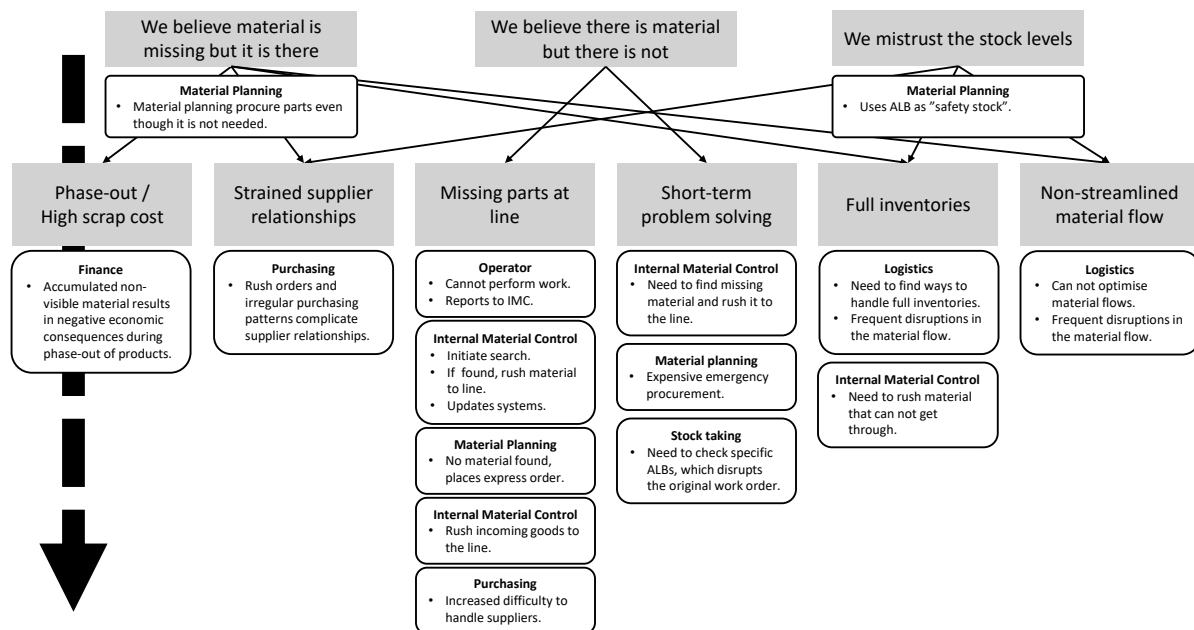 We believe material is
missing but it is there
We believe there is material
but there is not
We mistrust the stock levels
Material Planning
• Material planning procure parts even
though it is not needed.
Material Planning
• Uses ALB as ”safety stock”.
Phase-out /
High scrap cost
Strained supplier
relationships
Missing parts at
line
Short-term
problem solving
Full inventories
Non-streamlined
material flow
Finance
• Accumulated non-
visible material results
in negative economic
consequences during
phase-out of products.
Purchasing
• Rush orders and
irregular purchasing
patterns complicate
supplier relationships.
Operator
• Cannot perform work.
• Reports to IMC.
Internal Material Control
• Initiate search.
• If found, rush material
to line.
• Updates systems.
Material Planning
• No material found,
places express order.
Internal Material Control
• Rush incoming goods to
the line.
Purchasing
• Increased difficulty to
handle suppliers.
Internal Material Control
• Need to find missing
material and rush it to
the line.
Material planning
• Expensive emergency
procurement.
Stock taking
• Need to check specific
ALBs, which disrupts
the original work order.
Logistics
• Need to find ways to
handle full inventories.
• Frequent disruptions in
the material flow.
Internal Material Control
• Need to rush material
that can not get
through.
Logistics
• Can not optimise
material flows.
• Frequent disruptions in
the material flow.